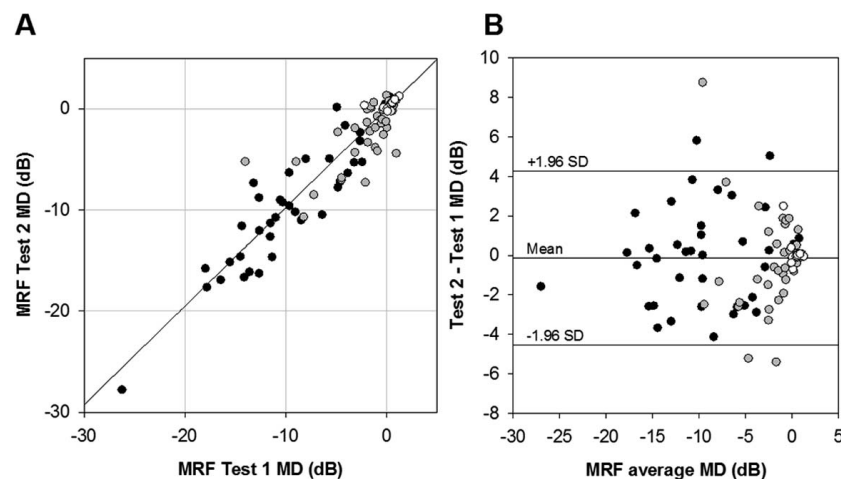 A
0
-10
-20
-30
MRF Test 2 MD (dB)
-30 -20 -10 0
MRF Test 1 MD (dB)
B
10
8
6
4
2
0
-2
-4
-6
-8
Test 2 - Test 1 MD (dB)
+1.96 SD
Mean
-1.96 SD
-30 -25 -20 -15 -10 -5 0 5
MRF average MD (dB)